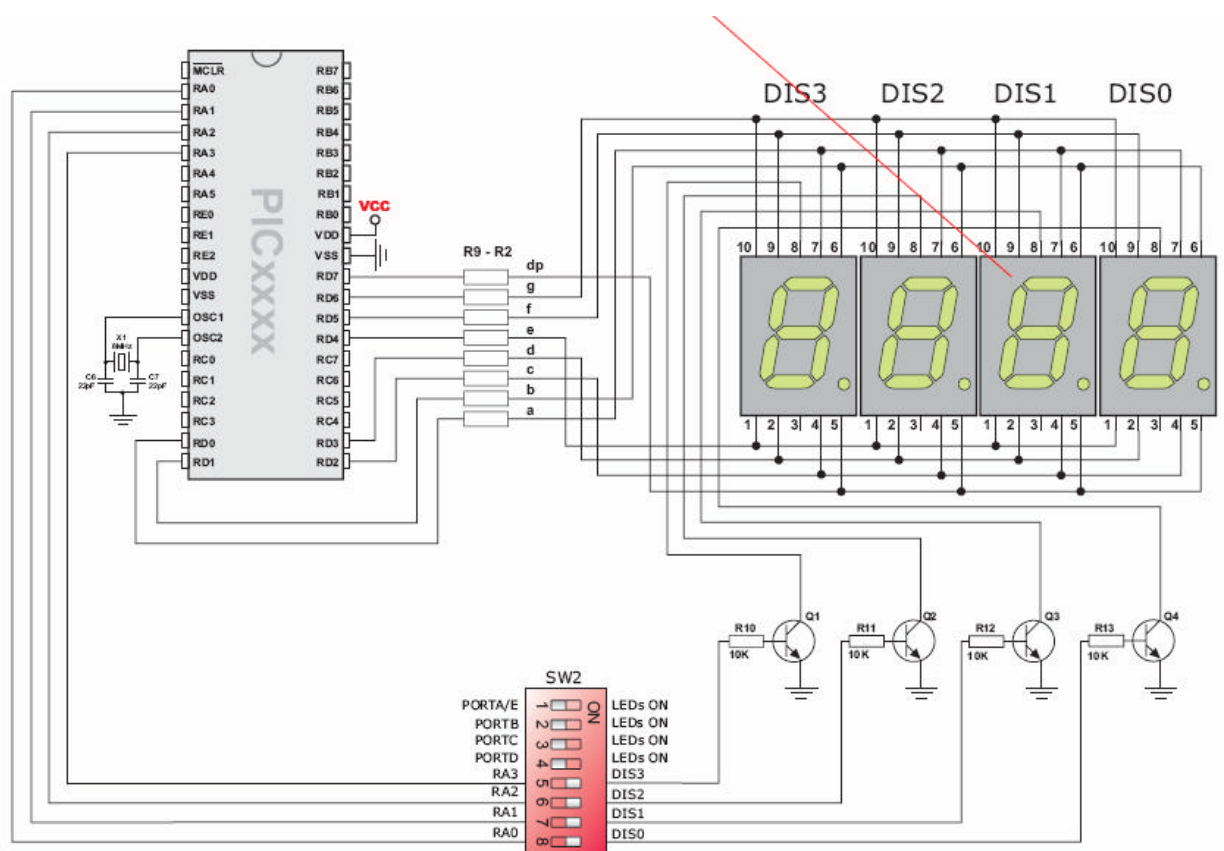 DIS3 DIS2 DIS1 DIS0
MCLR RB7
RA0 RB6
RA1 RB5
RA2 RB4
RA3 RB3
RA4 RB2
RA5 RB1
RE0 RB0
RE1 VDD
RE2 VSS
VDD RD7
VSS RD6
OSC1 RD5
OSC2 RD4
RC0 RC7
RC1 RC6
RC2 RC5
RC3 RC4
RD0 RD3
RD1 RD2
PICxxxx
VCC
X1
8MHz
C6 C7
22pF 22pF
R9 - R2
dp
g
f
e
d
c
b
a
10 9 8 7 6 10 9 8 7 6 10 9 8 7 6 10 9 8 7 6
1 2 3 4 5 1 2 3 4 5 1 2 3 4 5 1 2 3 4 5
R10 Q1 R11 Q2 R12 Q3 R13 Q4
10K 10K 10K 10K
SW2
ON
PORTA/E 1 LEDs ON
PORTB 2 LEDs ON
PORTC 3 LEDs ON
PORTD 4 LEDs ON
RA3 5 DIS3
RA2 6 DIS2
RA1 7 DIS1
RA0 8 DIS0